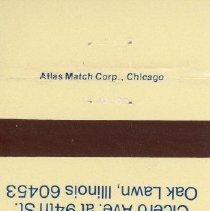 Atlas Match Corp., Chicago
Cicero Ave. at 94th St.
Oak Lawn, Illinois 60453